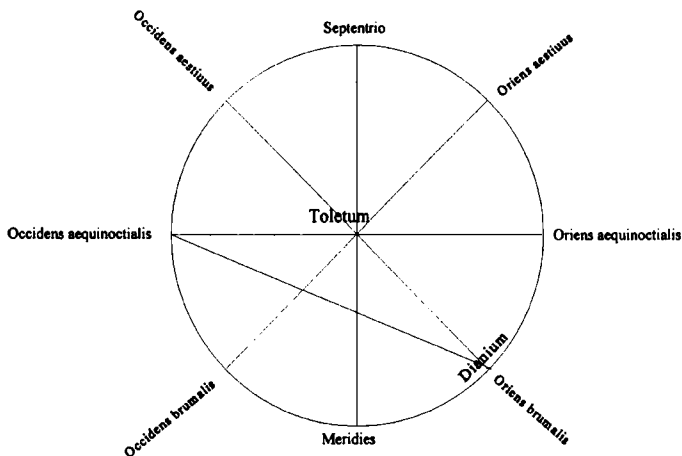 Septentrio
Occidens aestiuus
Oriens aestiuus
Toletum
Occidens aequinoctialis
Oriens aequinoctialis
Dianium
Occidens brumalis
Oriens brumalis
Meridies